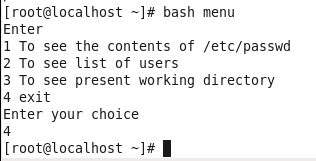 [root@localhost ~]# bash menu
Enter
1 To see the contents of /etc/passwd
2 To see list of users
3 To see present working directory
4 exit
Enter your choice
4
[root@localhost ~]#